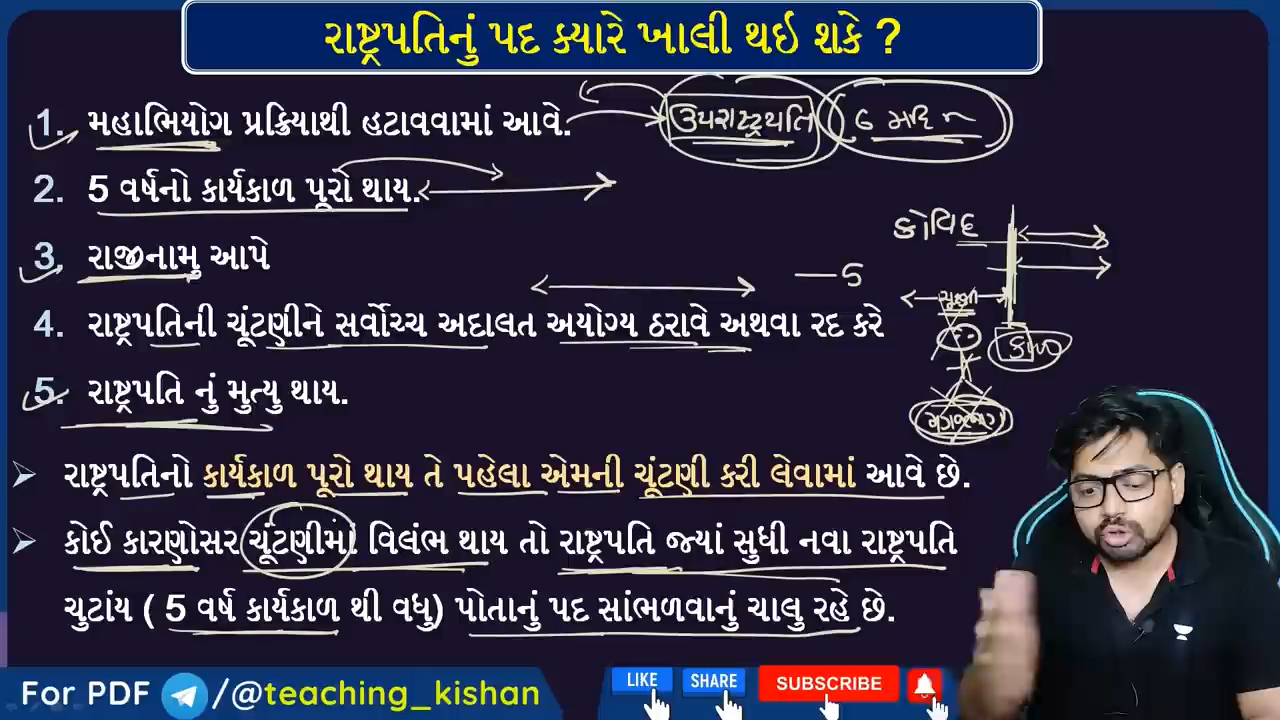 રાષ્ટ્રપતિનું પદ ક્યારે ખાલી થઇ શકે ?
1. મહાભિયોગ પ્રક્રિયાથી હટાવવામાં આવે.
ઉપરાષ્ટ્રપતિ
2. 5 વર્ષનો કાર્યકાળ પૂરો થાય.
કોવિદ
3. રાજીનામુ આપે
5
4. રાષ્ટ્રપતિની ચૂંટણીને સર્વોચ્ચ અદાલત અયોગ્ય ઠરાવે અથવા રદ કરે
5. રાષ્ટ્રપતિ નું મુત્યુ થાય.
➢ રાષ્ટ્રપતિનો કાર્યકાળ પૂરો થાય તે પહેલા એમની ચૂંટણી કરી લેવામાં આવે છે.
➢ કોઈ કારણોસર ચૂંટણીમાં વિલંભ થાય તો રાષ્ટ્રપતિ જ્યાં સુધી નવા રાષ્ટ્રપતિ
ચુટાંય ( 5 વર્ષ કાર્યકાળ થી વધુ) પોતાનું પદ સાંભળવાનું ચાલુ રહે છે.
For PDF /@teaching_kishan
LIKE SHARE SUBSCRIBE